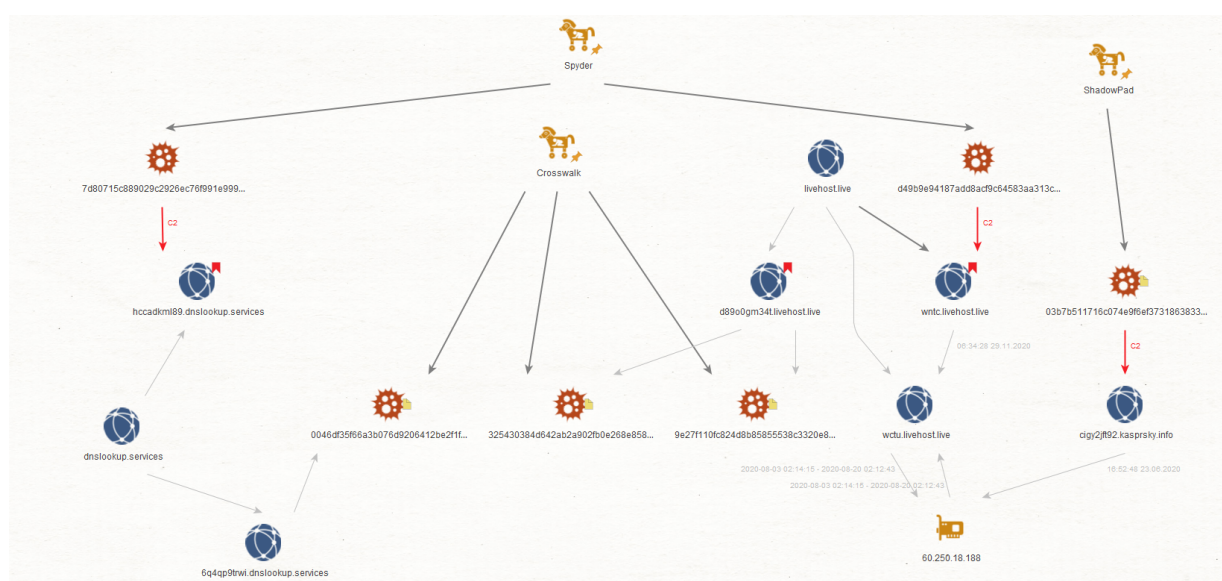 Spyder
ShadowPad
Crosswalk
7d80715c889029c2926ec76f991e999...
livehost.live
d49b9e94187add8acf9c64583aa313c...
C2
C2
hccadkml89.dnslookup.services
d89o0gm34t.livehost.live
wntc.livehost.live
03b7b511716c074e9f6ef3731863833...
06:34:28 29.11.2020
C2
0046df35f66a3b076d9206412be2f1f...
325430384d642ab2a902fb0e268e858...
9e27f110fc824d8b85855538c3320e8...
wctu.livehost.live
cigy2jft92.kasprsky.info
dnslookup.services
2020-08-03 02:14:15 - 2020-08-20 02:12:43
16:52:48 23.06.2020
2020-08-03 02:14:15 - 2020-08-20 02:12:43
60.250.18.188
6q4qp9trwi.dnslookup.services